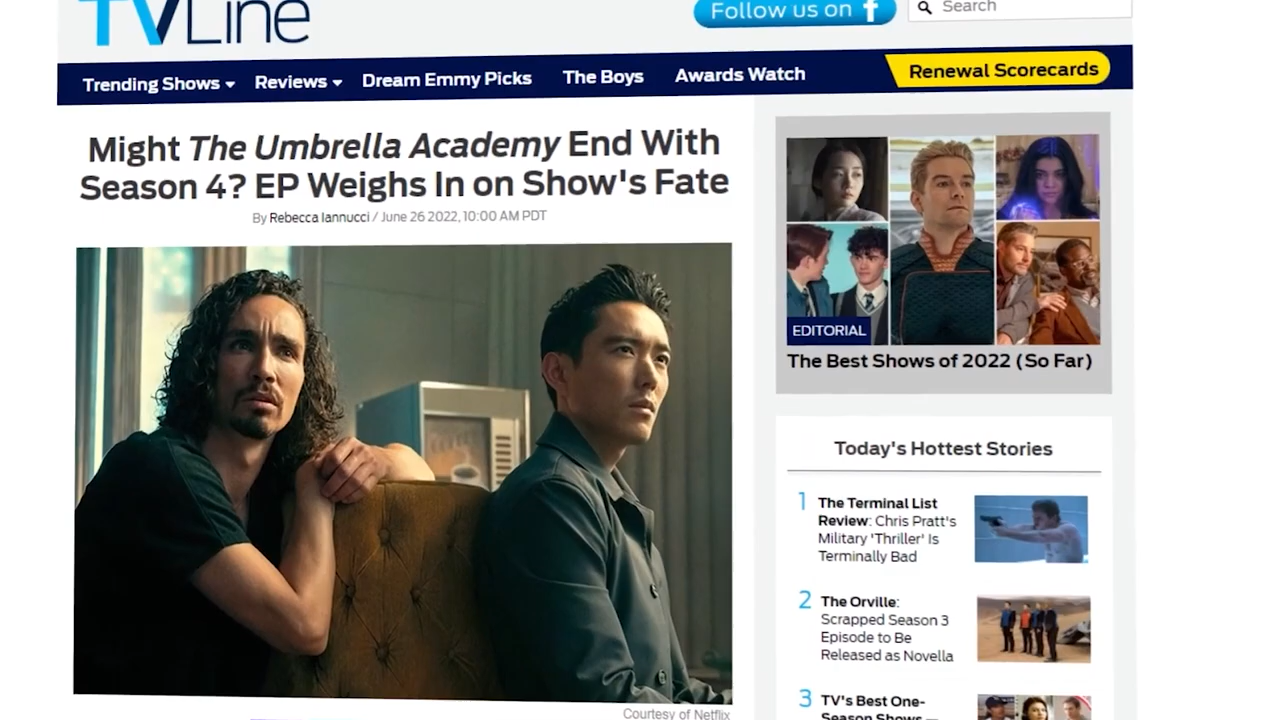 TVLine
Follow us on f
Search
Trending Shows
Reviews
Dream Emmy Picks
The Boys
Awards Watch
Renewal Scorecards
Might The Umbrella Academy End With
Season 4? EP Weighs In on Show's Fate
By Rebecca Iannucci / June 26 2022, 10:00 AM PDT
Courtesy of Netflix
EDITORIAL
The Best Shows of 2022 (So Far)
Today's Hottest Stories
1 The Terminal List
Review: Chris Pratt's
Military 'Thriller' Is
Terminally Bad
2 The Orville:
Scrapped Season 3
Episode to Be
Released as Novella
3 TV's Best One-
Season Shows —